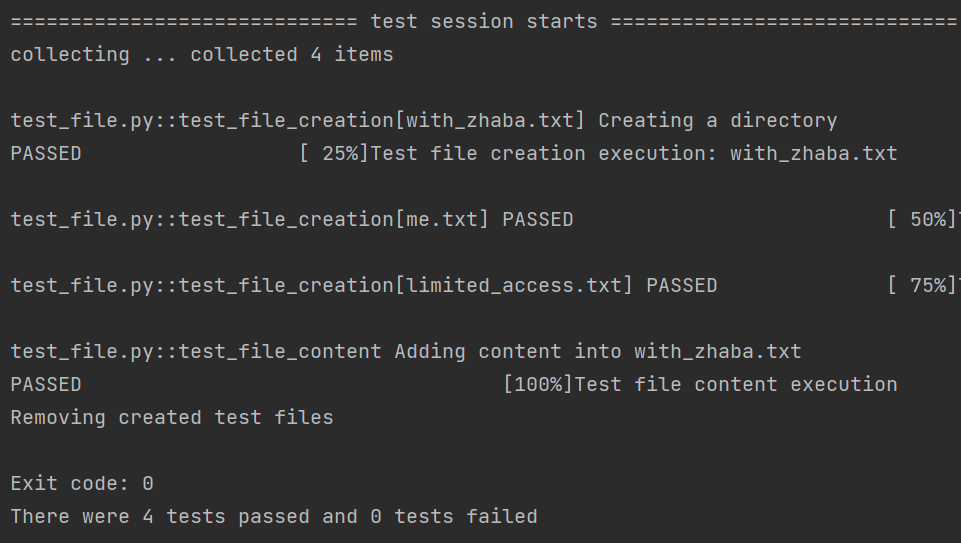 ============================= test session starts =============================
collecting ... collected 4 items
test_file.py::test_file_creation[with_zhaba.txt] Creating a directory
PASSED                  [ 25%]Test file creation execution: with_zhaba.txt
test_file.py::test_file_creation[me.txt] PASSED                          [ 50%]
test_file.py::test_file_creation[limited_access.txt] PASSED              [ 75%]
test_file.py::test_file_content Adding content into with_zhaba.txt
PASSED                                   [100%]Test file content execution
Removing created test files
Exit code: 0
There were 4 tests passed and 0 tests failed